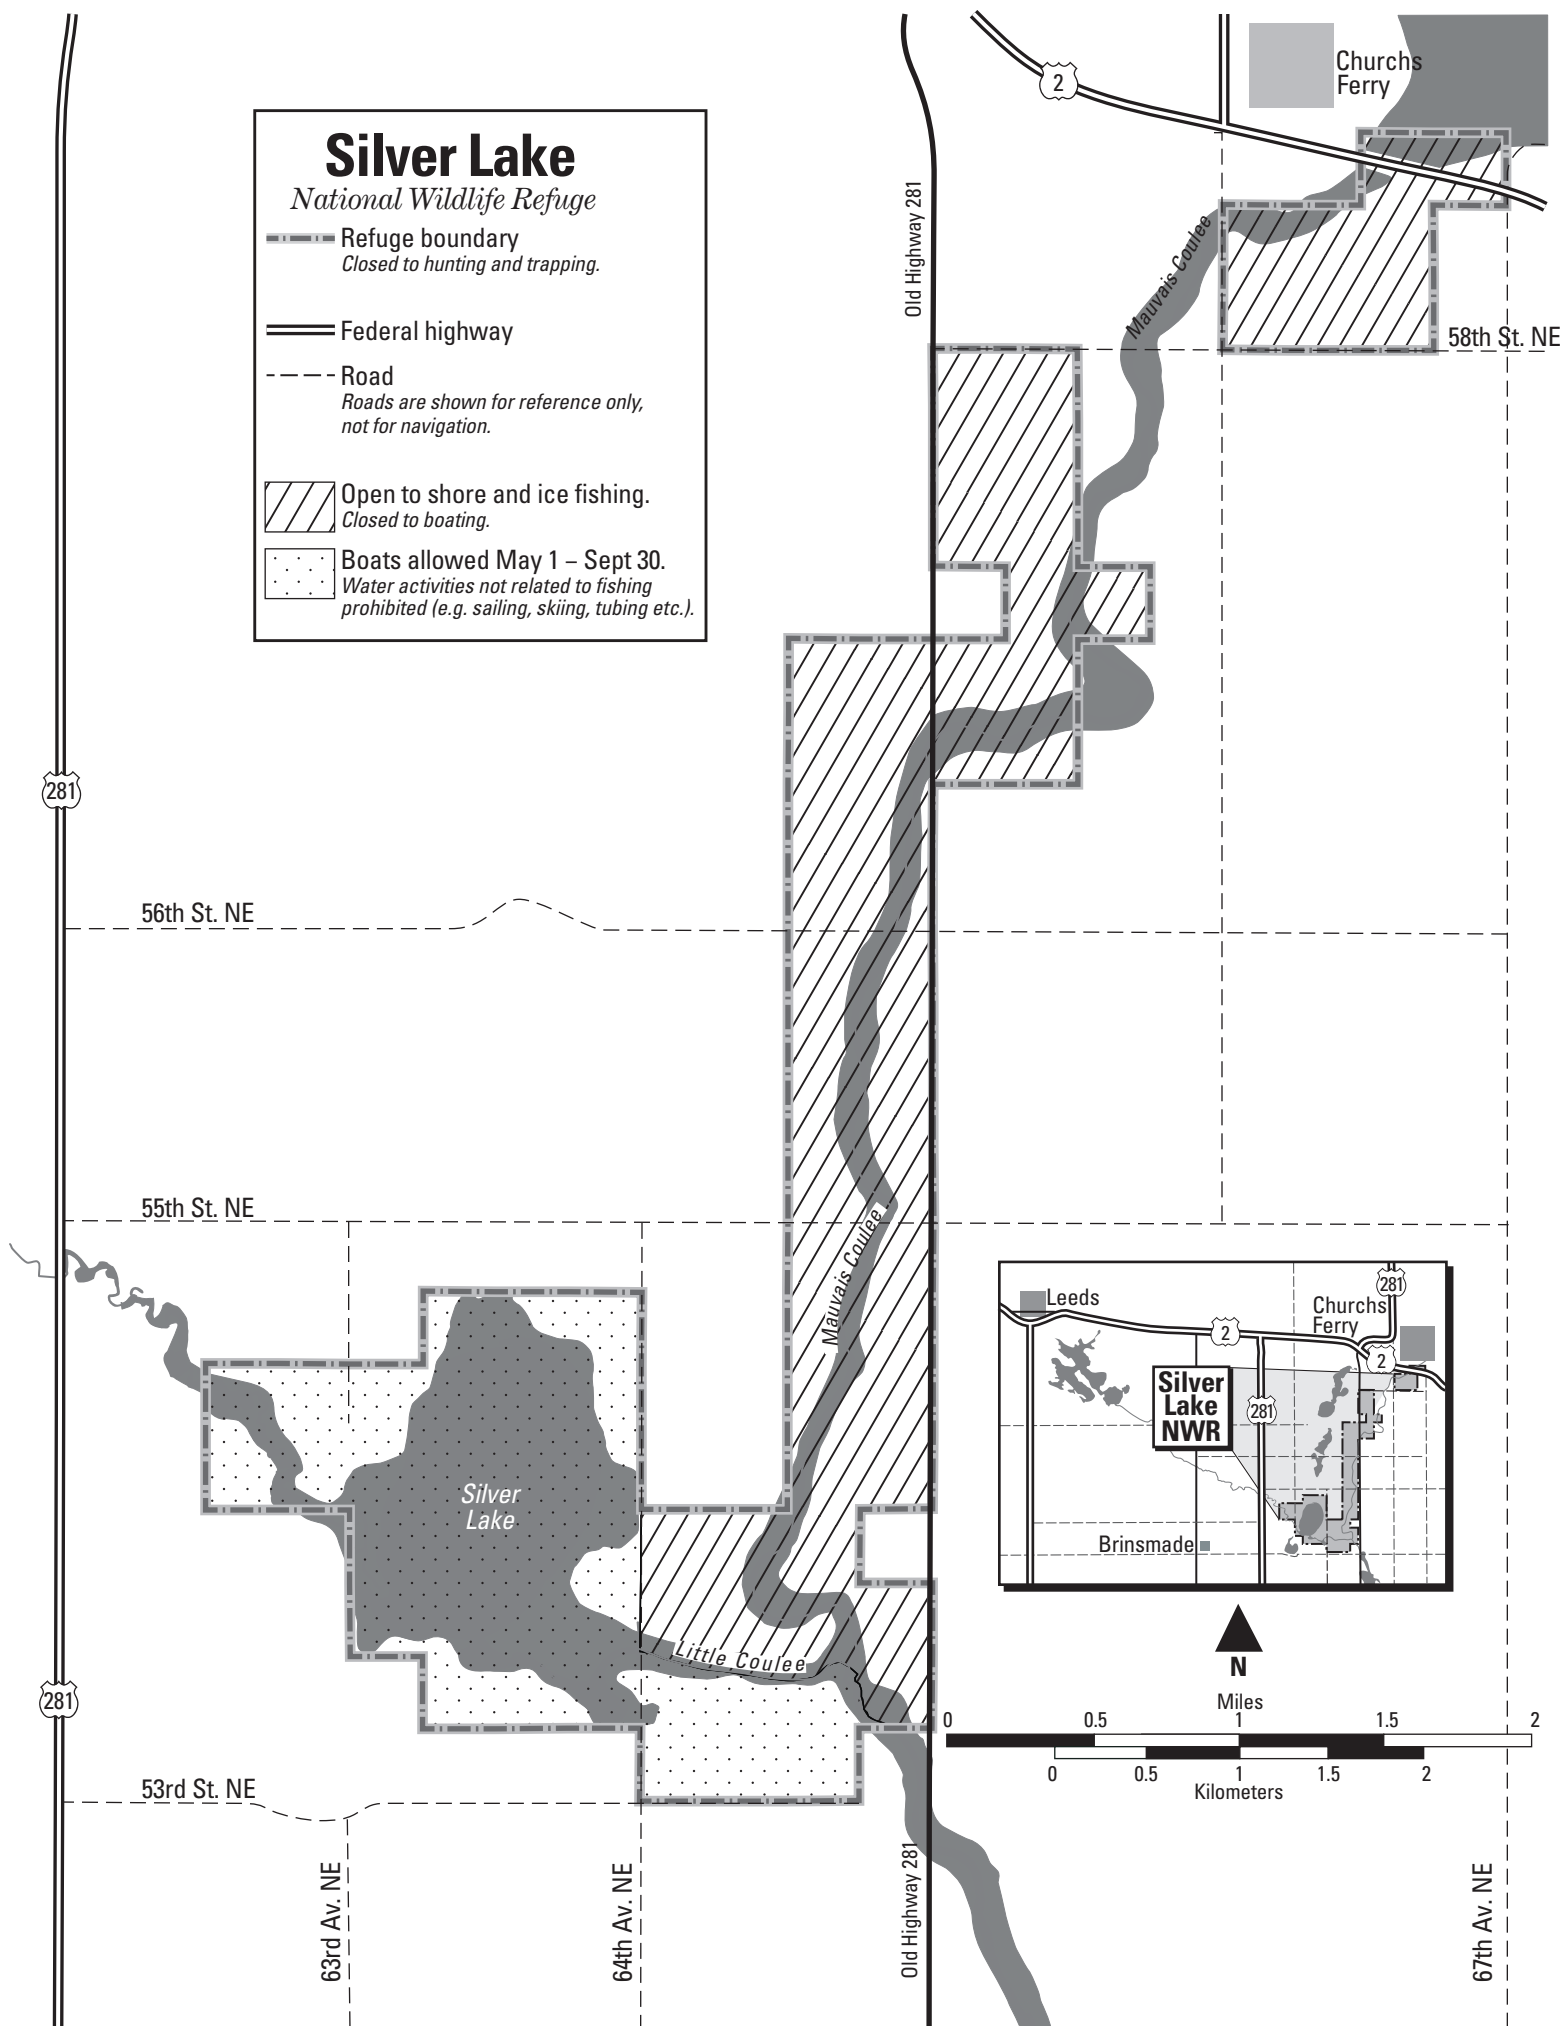 2
Churchs
Ferry
Silver Lake
National Wildlife Refuge
Refuge boundary
Closed to hunting and trapping.
Federal highway
Road
Roads are shown for reference only,
not for navigation.
Open to shore and ice fishing.
Closed to boating.
Boats allowed May 1 – Sept 30.
Water activities not related to fishing
prohibited (e.g. sailing, skiing, tubing etc.).
Old Highway 281
Mauvais Coulee
58th St. NE
281
56th St. NE
55th St. NE
Mauvais Coulee
Silver
Lake
Little Coulee
281
53rd St. NE
63rd Av. NE
64th Av. NE
Old Highway 281
67th Av. NE
Leeds
281
Churchs
Ferry
2
2
Silver
Lake
NWR
281
Brinsmade
N
Miles
0 0.5 1 1.5 2
0 0.5 1 1.5 2
Kilometers